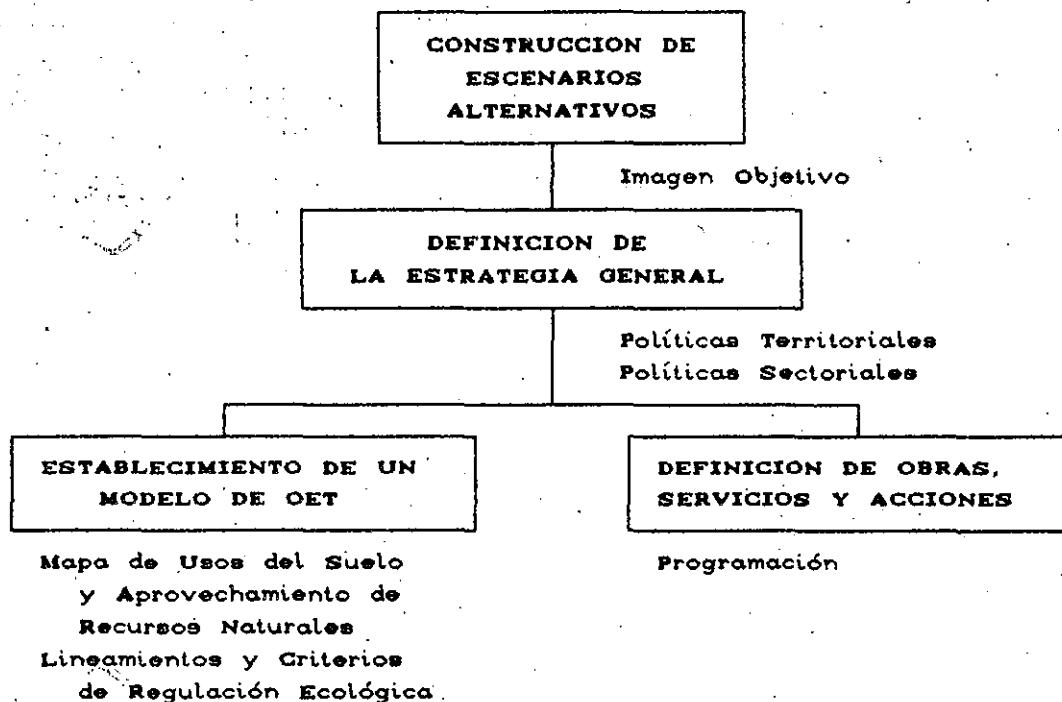 CONSTRUCCION DE
ESCENARIOS
ALTERNATIVOS
Imagen Objetivo
DEFINICION DE
LA ESTRATEGIA GENERAL
Políticas Territoriales
Políticas Sectoriales
ESTABLECIMIENTO DE UN
MODELO DE OET
Mapa de Usos del Suelo
y Aprovechamiento de
Recursos Naturales
Lineamientos y Criterios
de Regulación Ecológica
DEFINICION DE OBRAS,
SERVICIOS Y ACCIONES
Programación